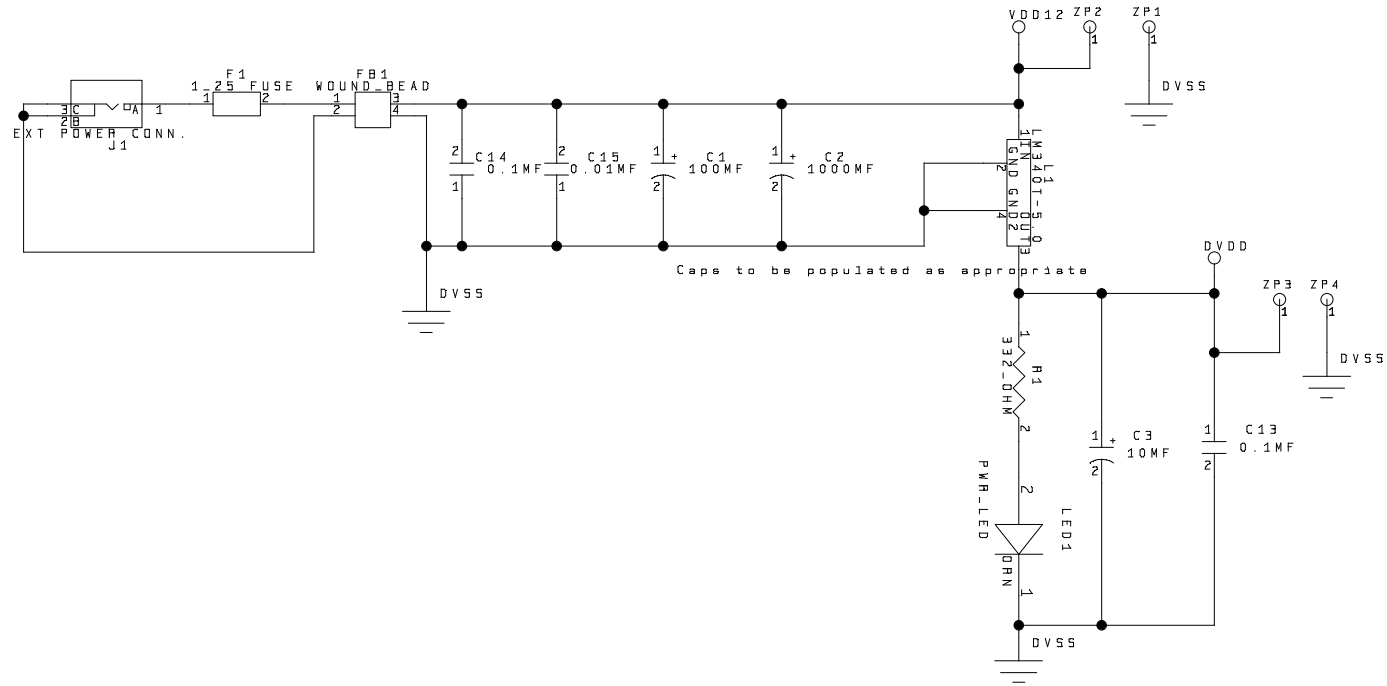 VDD12
ZP2
1
ZP1
1
DVSS
F1
1_25 FUSE
1
2
FB1
WOUND_BEAD
1
2
3
4
3
C
2
B
A
1
EXT POWER CONN.
J1
2
C14
0.1MF
1
2
C15
0.01MF
1
1
+
C1
100MF
2
1
+
C2
1000MF
2
1
IN
GND
2
GND2
4
OUT
3
L1
LM340T-5.0
Caps to be populated as appropriate
DVSS
DVDD
ZP3
1
ZP4
1
DVSS
1
332_OHM
R1
2
1
+
C3
10MF
2
1
C13
0.1MF
2
PWR_LED
2
LED1
ORN
1
DVSS